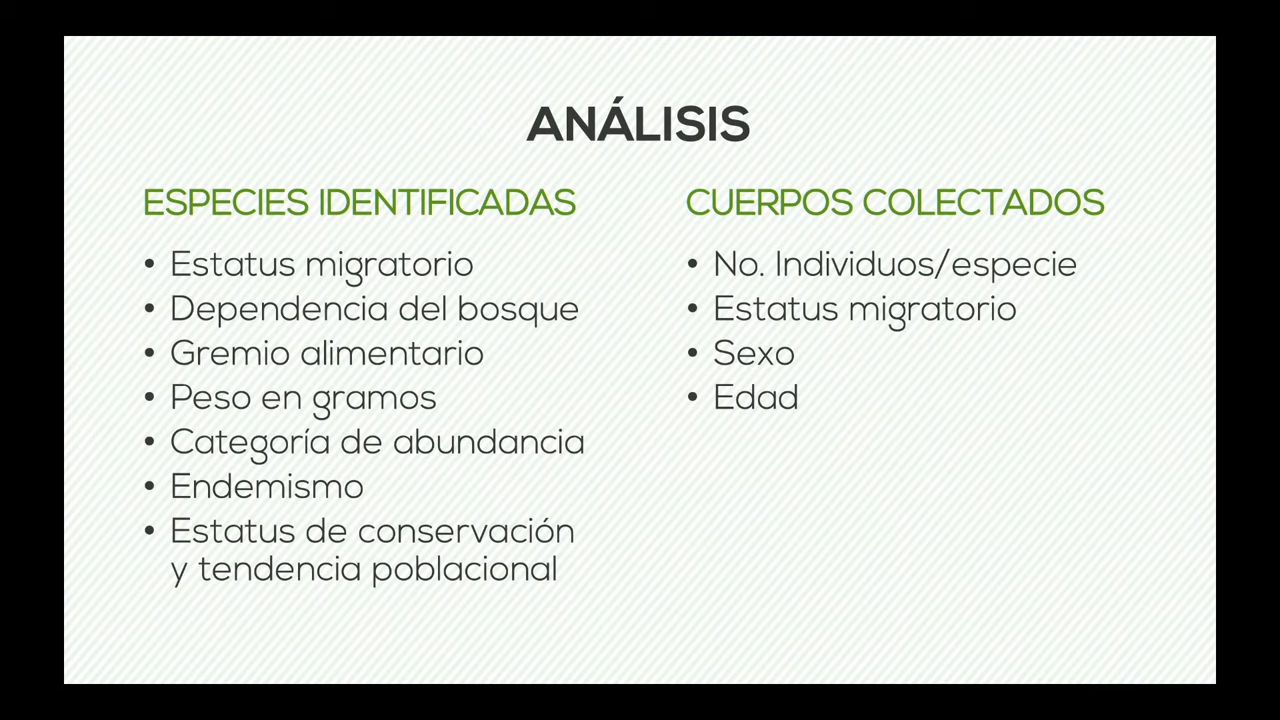 ANÁLISIS
ESPECIES IDENTIFICADAS
• Estatus migratorio
• Dependencia del bosque
• Gremio alimentario
• Peso en gramos
• Categoría de abundancia
• Endemismo
• Estatus de conservación
y tendencia poblacional
CUERPOS COLECTADOS
• No. Individuos/especie
• Estatus migratorio
• Sexo
• Edad